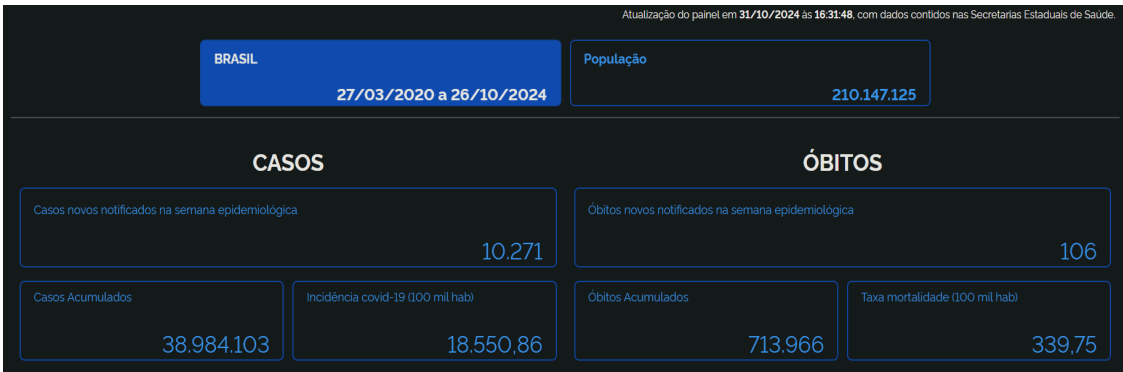 Atualização do painel em 31/10/2024 às 16:31:48, com dados contidos nas Secretarias Estaduais de Saúde.
BRASIL
27/03/2020 a 26/10/2024
População
210.147.125
CASOS
Casos novos notificados na semana epidemiológica
10.271
Casos Acumulados
38.984.103
Incidência covid-19 (100 mil hab)
18.550,86
ÓBITOS
Óbitos novos notificados na semana epidemiológica
106
Óbitos Acumulados
713.966
Taxa mortalidade (100 mil hab)
339,75